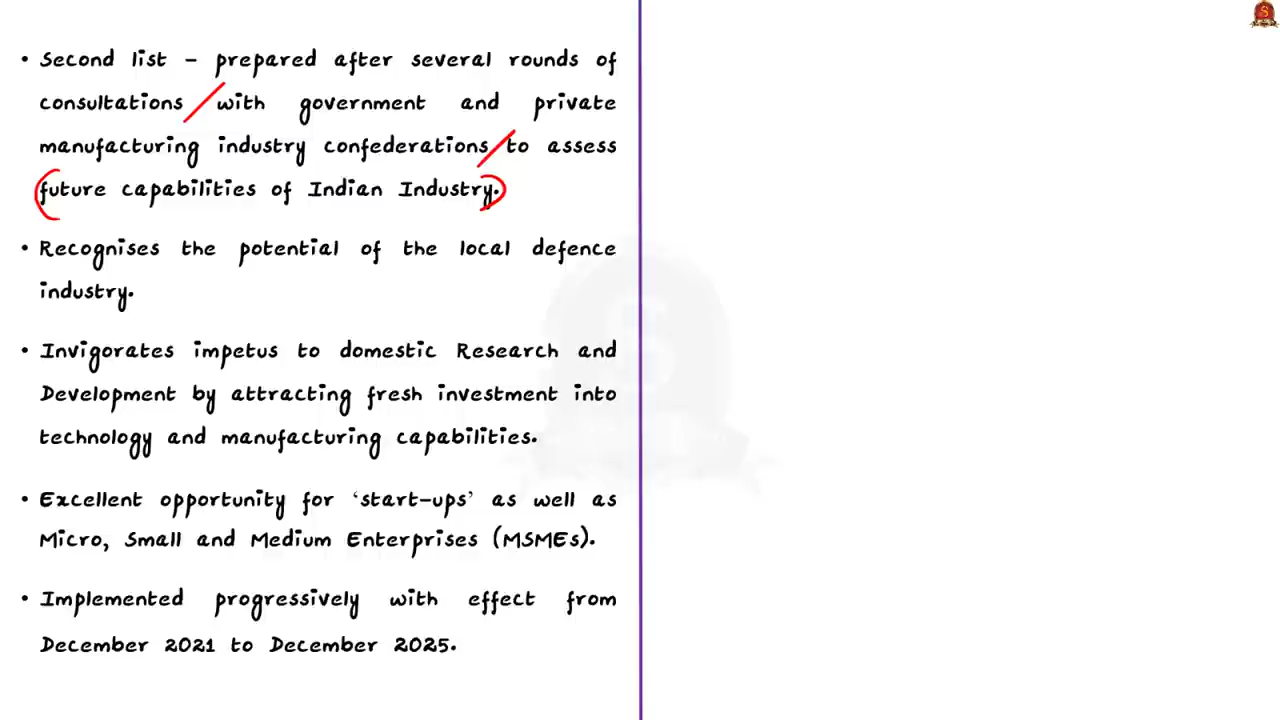 • Second list – prepared after several rounds of
consultations with government and private
manufacturing industry confederations to assess
future capabilities of Indian Industry.
• Recognises the potential of the local defence
industry.
• Invigorates impetus to domestic Research and
Development by attracting fresh investment into
technology and manufacturing capabilities.
• Excellent opportunity for ‘start-ups’ as well as
Micro, Small and Medium Enterprises (MSMEs).
• Implemented progressively with effect from
December 2021 to December 2025.